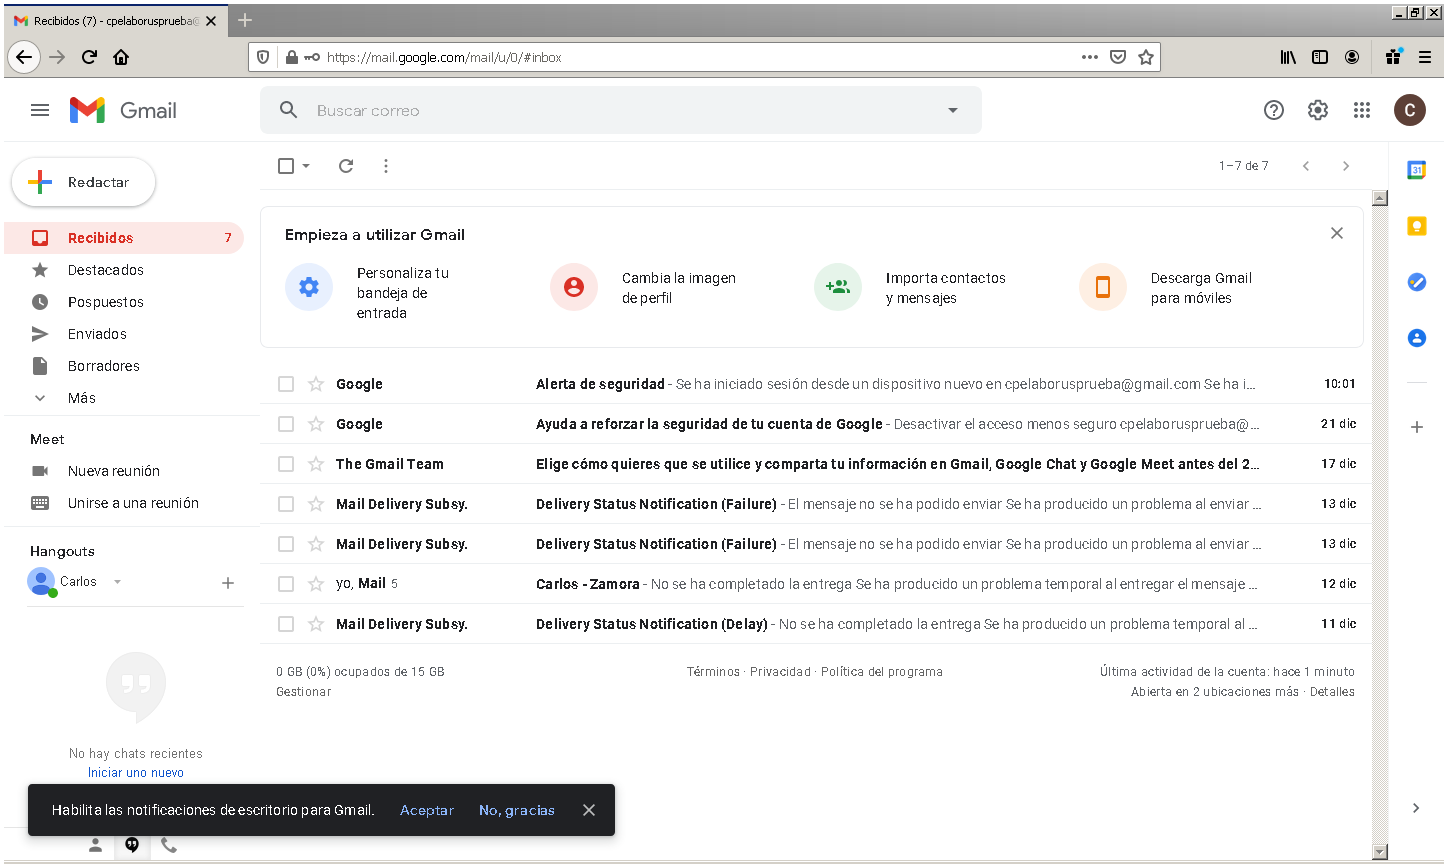 Recibidos (7) - cpelaborusprueba@
https://mail.google.com/mail/u/0/#inbox
Gmail
Buscar correo
C
Redactar
1–7 de 7
31
Recibidos 7
Destacados
Pospuestos
Enviados
Borradores
Más
Meet
Nueva reunión
Unirse a una reunión
Hangouts
Carlos
No hay chats recientes
Iniciar uno nuevo
Empieza a utilizar Gmail
Personaliza tu
bandeja de
entrada
Cambia la imagen
de perfil
Importa contactos
y mensajes
Descarga Gmail
para móviles
Google Alerta de seguridad - Se ha iniciado sesión desde un dispositivo nuevo en cpelaborusprueba@gmail.com Se ha i... 10:01
Google Ayuda a reforzar la seguridad de tu cuenta de Google - Desactivar el acceso menos seguro cpelaborusprueba@... 21 dic
The Gmail Team Elige cómo quieres que se utilice y comparta tu información en Gmail, Google Chat y Google Meet antes del 2... 17 dic
Mail Delivery Subsy. Delivery Status Notification (Failure) - El mensaje no se ha podido enviar Se ha producido un problema al enviar ... 13 dic
Mail Delivery Subsy. Delivery Status Notification (Failure) - El mensaje no se ha podido enviar Se ha producido un problema al enviar ... 13 dic
yo, Mail 5 Carlos - Zamora - No se ha completado la entrega Se ha producido un problema temporal al entregar el mensaje ... 12 dic
Mail Delivery Subsy. Delivery Status Notification (Delay) - No se ha completado la entrega Se ha producido un problema temporal al ... 11 dic
0 GB (0%) ocupados de 15 GB
Gestionar
Términos · Privacidad · Política del programa
Última actividad de la cuenta: hace 1 minuto
Abierta en 2 ubicaciones más · Detalles
Habilita las notificaciones de escritorio para Gmail. Aceptar No, gracias